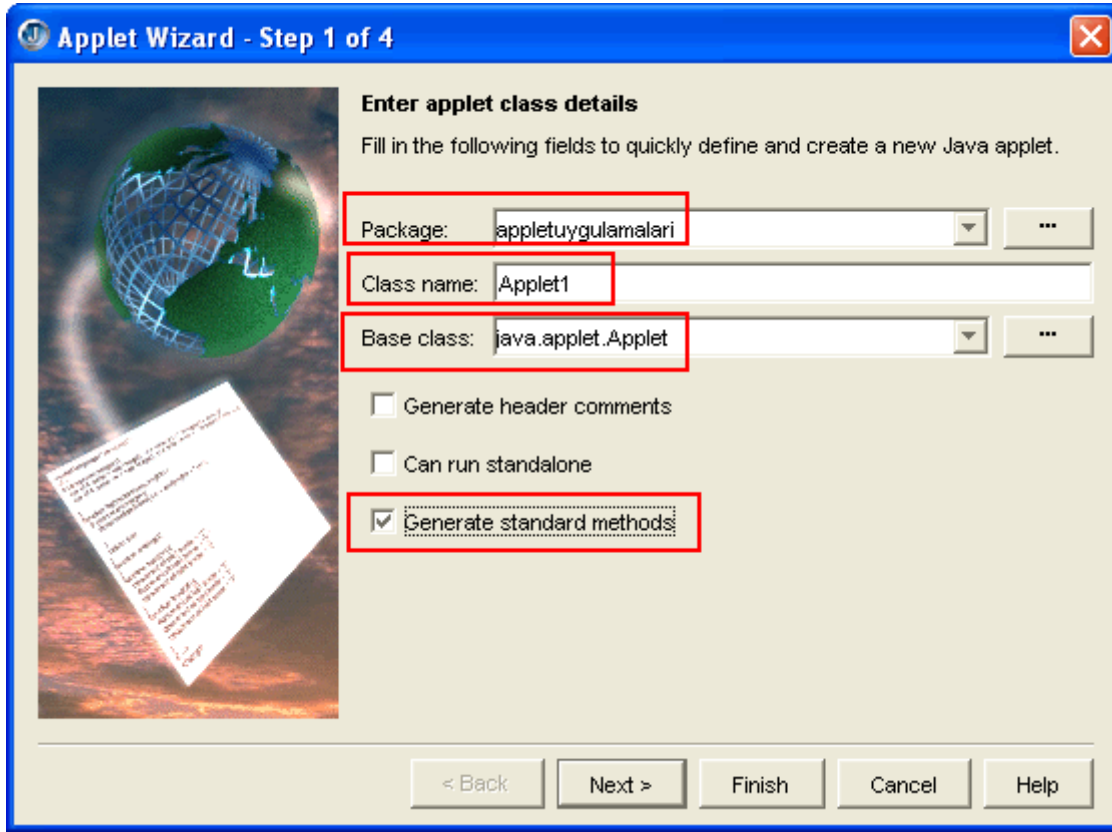 Applet Wizard - Step 1 of 4
Enter applet class details
Fill in the following fields to quickly define and create a new Java applet.
Package: appletuygulamalari ...
Class name: Applet1
Base class: java.applet.Applet ...
Generate header comments
Can run standalone
Generate standard methods
< Back Next > Finish Cancel Help